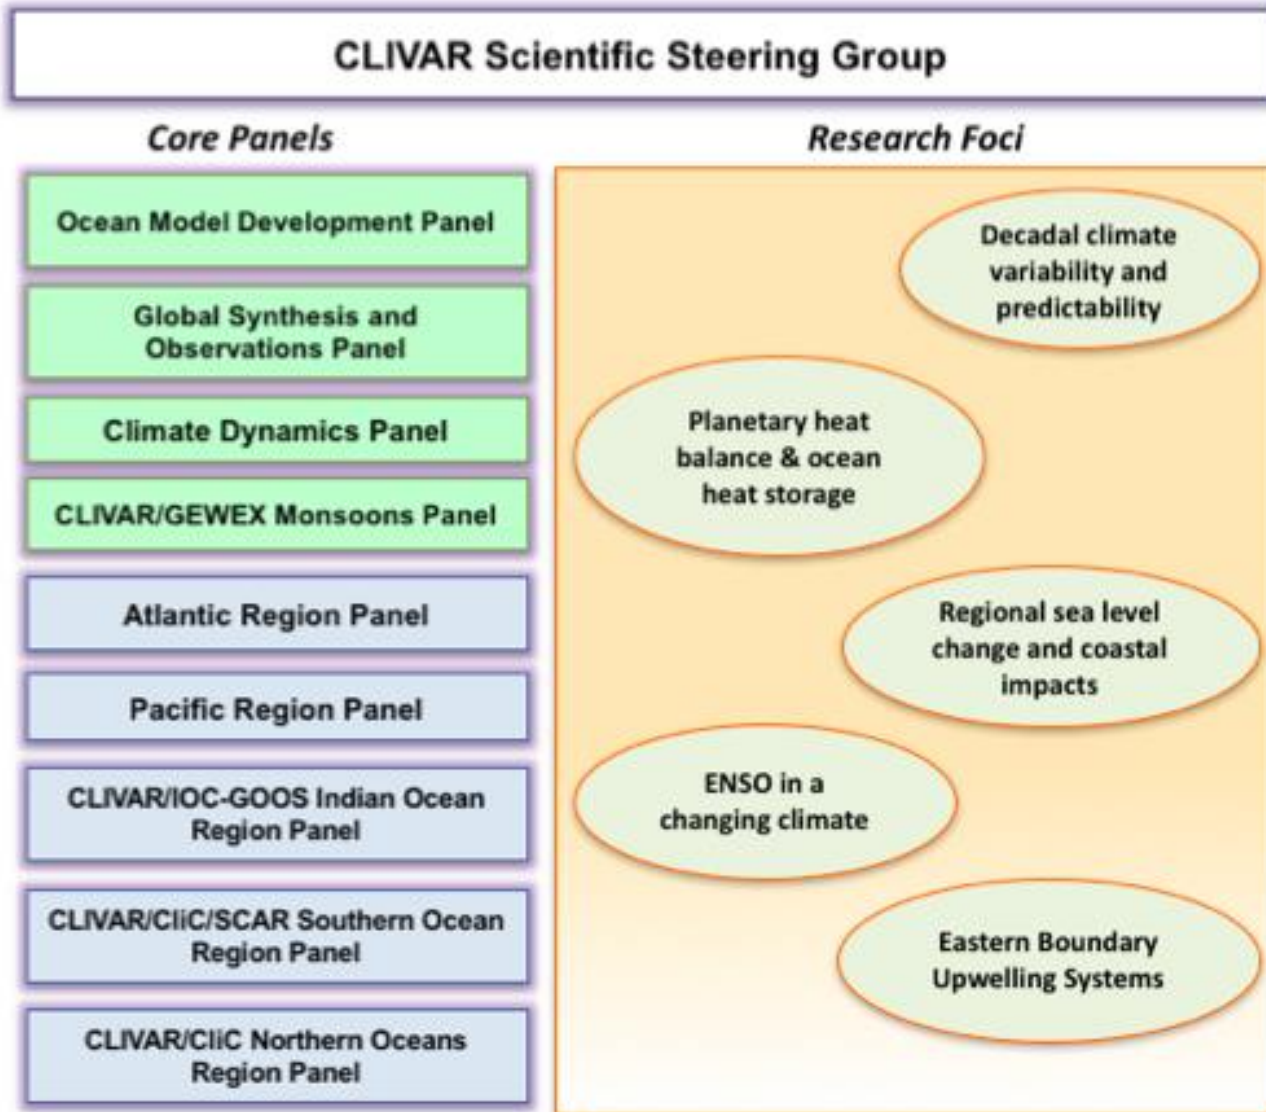 CLIVAR Scientific Steering Group
Core Panels
Ocean Model Development Panel
Global Synthesis and
Observations Panel
Climate Dynamics Panel
CLIVAR/GEWEX Monsoons Panel
Atlantic Region Panel
Pacific Region Panel
CLIVAR/IOC-GOOS Indian Ocean
Region Panel
CLIVAR/CliC/SCAR Southern Ocean
Region Panel
CLIVAR/CliC Northern Oceans
Region Panel
Research Foci
Decadal climate
variability and
predictability
Planetary heat
balance & ocean
heat storage
Regional sea level
change and coastal
impacts
ENSO in a
changing climate
Eastern Boundary
Upwelling Systems